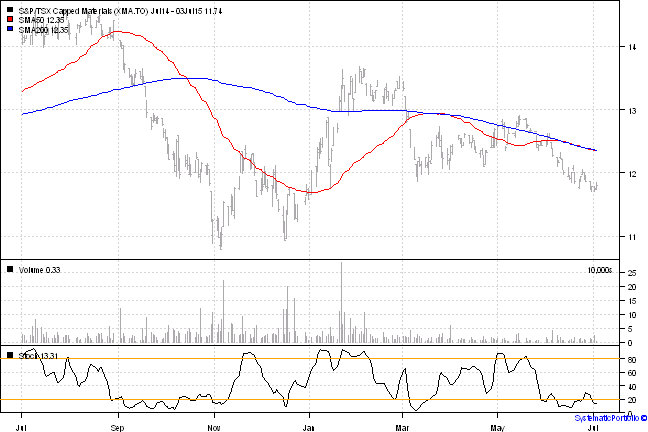 S&P/TSX Capped Materials (XMA.TO) Jul14 - 03Jul15 11.74
SMA50 12.35
SMA200 12.35
14
13
12
11
Volume 0.33
10,000s
25
20
15
10
5
0
Stoch 13.31
80
60
40
20
0
Jul
Sep
Nov
Jan
Mar
May
Jul
SystematicPortfolio ©